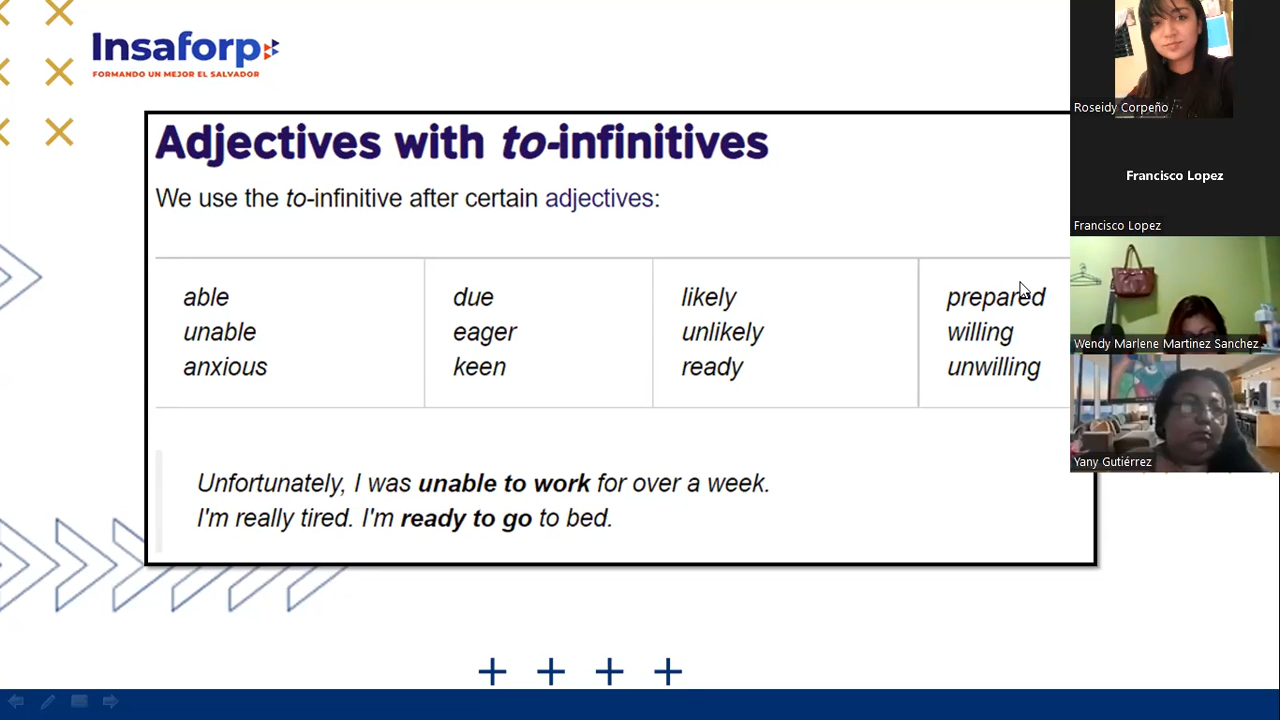 Insaforp
FORMANDO UN MEJOR EL SALVADOR
Adjectives with to-infinitives
We use the to-infinitive after certain adjectives:
able due likely prepared
unable eager unlikely willing
anxious keen ready unwilling
Unfortunately, I was unable to work for over a week.
I'm really tired. I'm ready to go to bed.
Roseidy Corpeño
Francisco Lopez
Francisco Lopez
Wendy Marlene Martinez Sanchez
Yany Gutiérrez